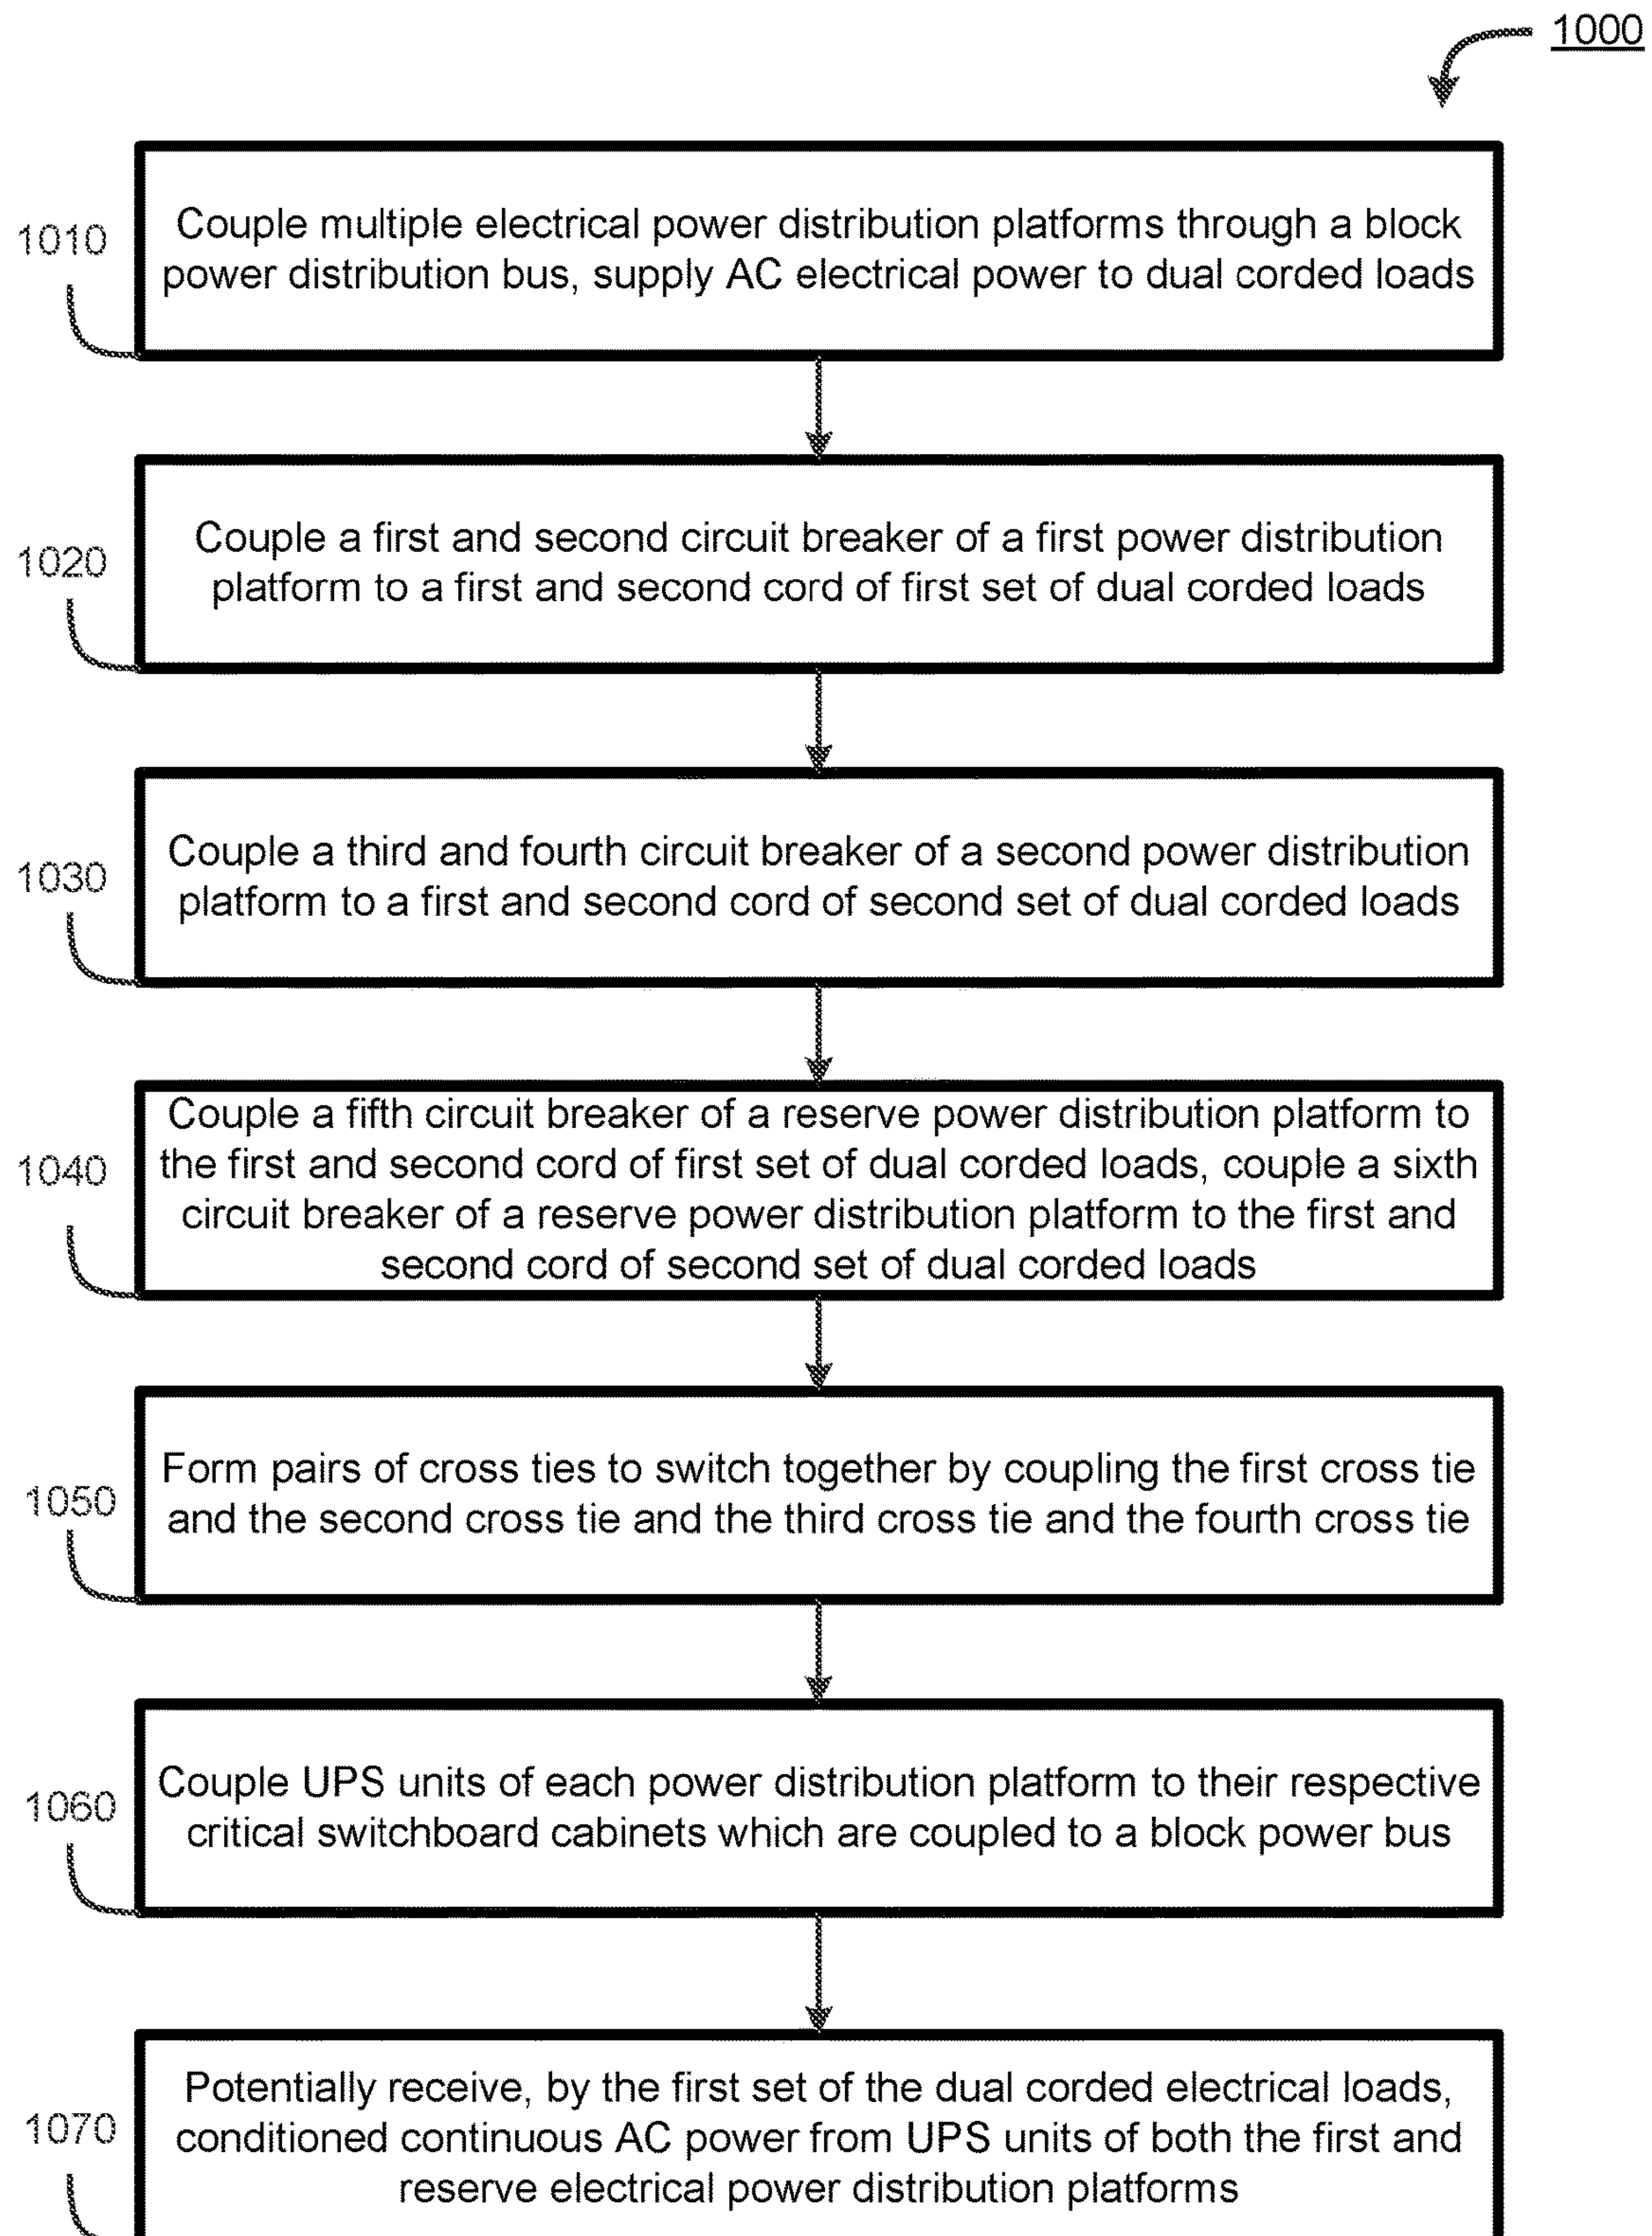 1000
1010
Couple multiple electrical power distribution platforms through a block
power distribution bus, supply AC electrical power to dual corded loads
1020
Couple a first and second circuit breaker of a first power distribution
platform to a first and second cord of first set of dual corded loads
1030
Couple a third and fourth circuit breaker of a second power distribution
platform to a first and second cord of second set of dual corded loads
1040
Couple a fifth circuit breaker of a reserve power distribution platform to
the first and second cord of first set of dual corded loads, couple a sixth
circuit breaker of a reserve power distribution platform to the first and
second cord of second set of dual corded loads
1050
Form pairs of cross ties to switch together by coupling the first cross tie
and the second cross tie and the third cross tie and the fourth cross tie
1060
Couple UPS units of each power distribution platform to their respective
critical switchboard cabinets which are coupled to a block power bus
1070
Potentially receive, by the first set of the dual corded electrical loads,
conditioned continuous AC power from UPS units of both the first and
reserve electrical power distribution platforms